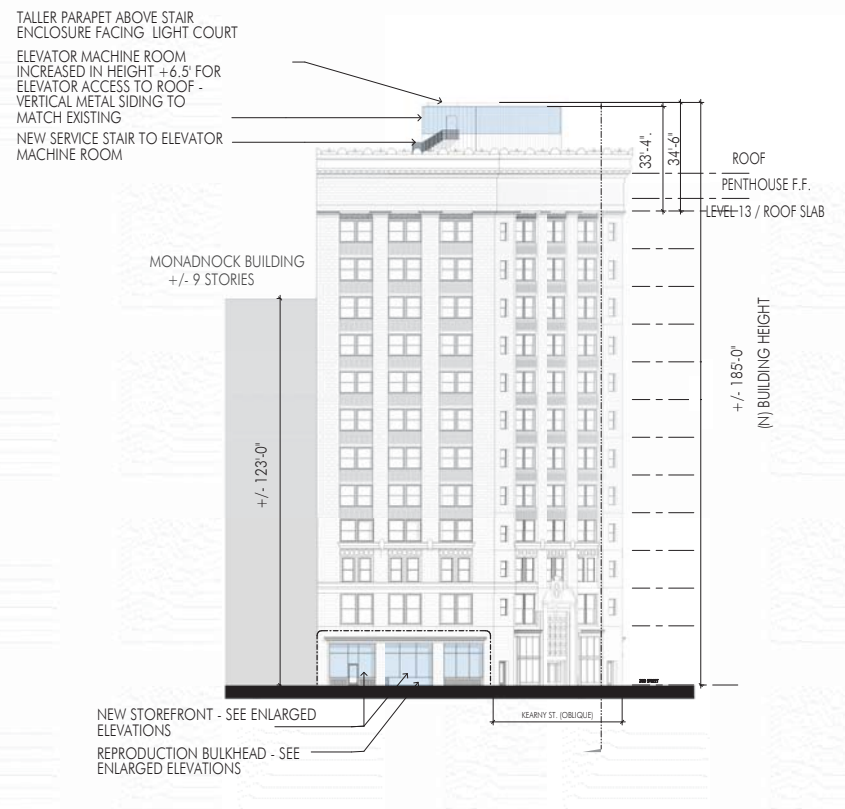 TALLER PARAPET ABOVE STAIR
ENCLOSURE FACING LIGHT COURT
ELEVATOR MACHINE ROOM
INCREASED IN HEIGHT +6.5' FOR
ELEVATOR ACCESS TO ROOF -
VERTICAL METAL SIDING TO
MATCH EXISTING
NEW SERVICE STAIR TO ELEVATOR
MACHINE ROOM
33'-4".
34'-6"
ROOF
PENTHOUSE F.F.
LEVEL 13 / ROOF SLAB
MONADNOCK BUILDING
+/- 9 STORIES
+/- 123'-0"
+/- 185'-0"
(N) BUILDING HEIGHT
KEARNY ST. (OBLIQUE)
NEW STOREFRONT - SEE ENLARGED
ELEVATIONS
REPRODUCTION BULKHEAD - SEE
ENLARGED ELEVATIONS